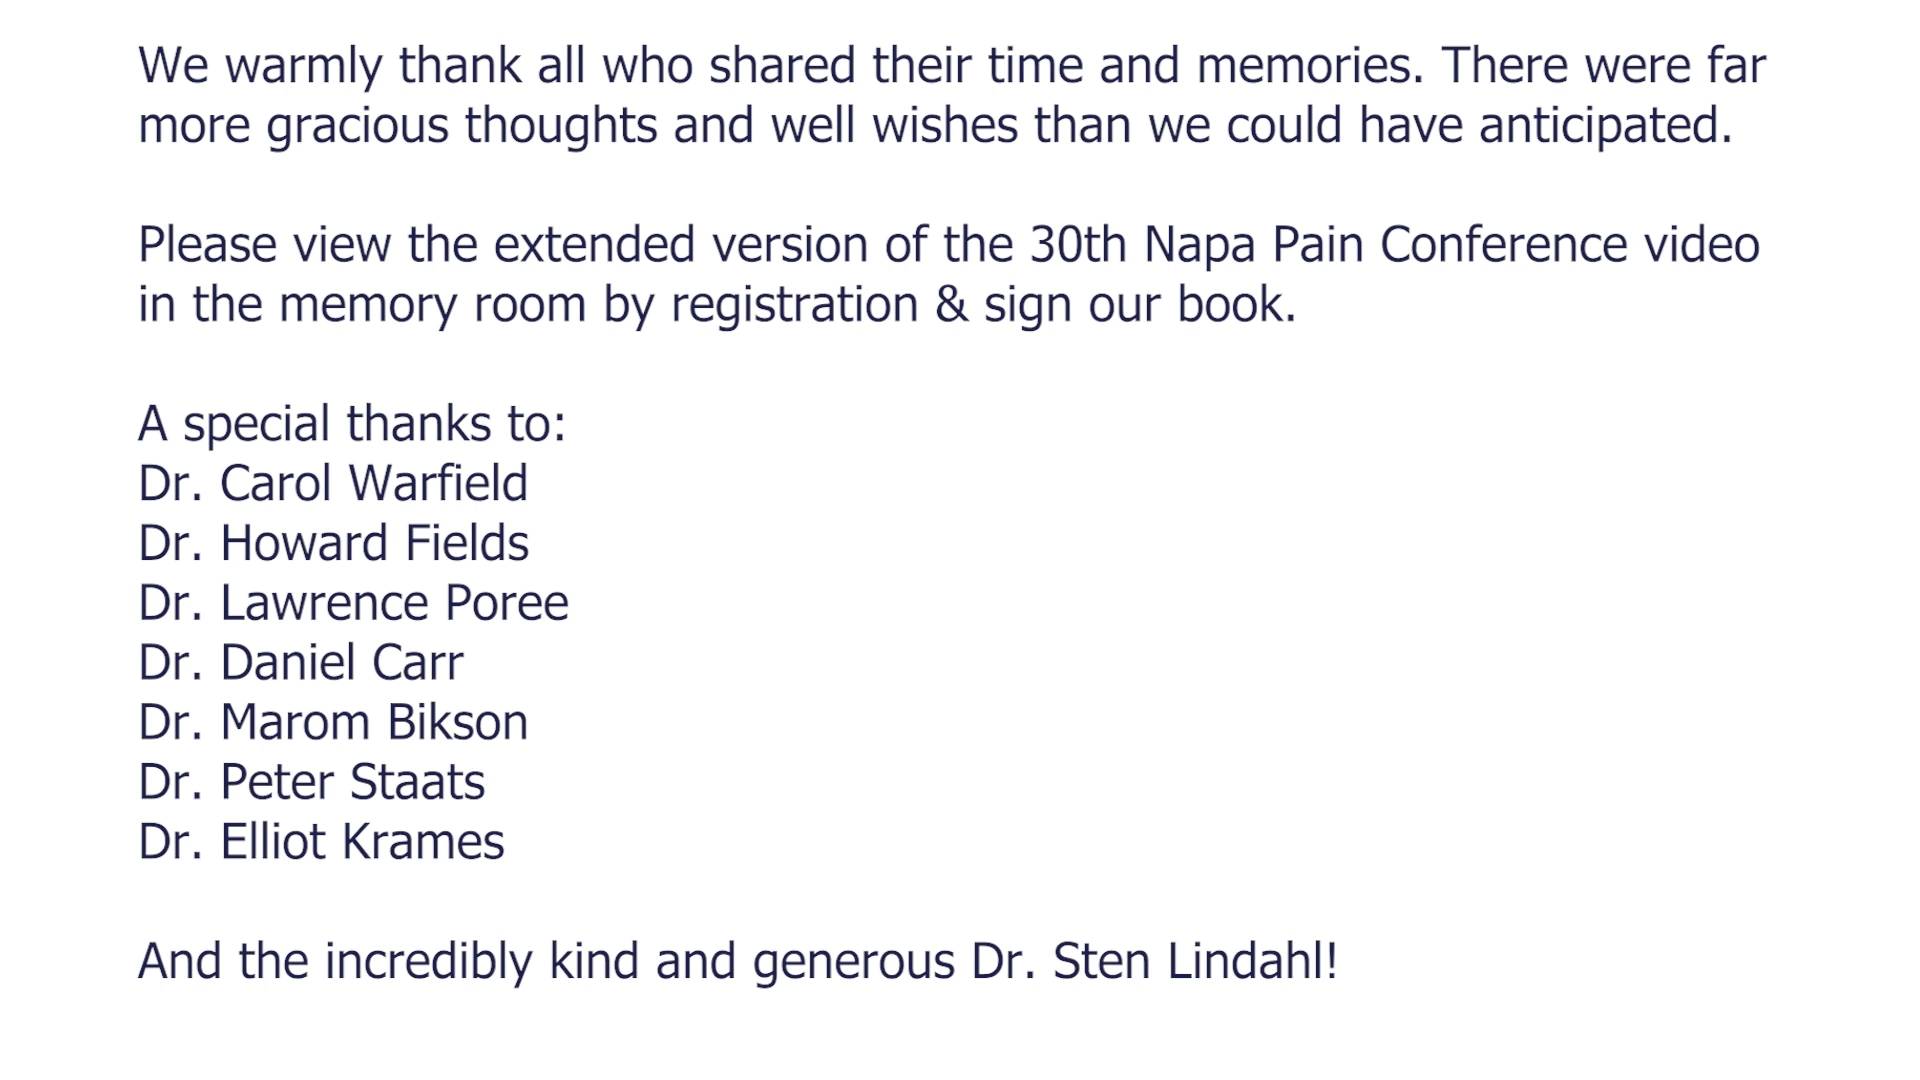 We warmly thank all who shared their time and memories. There were far
more gracious thoughts and well wishes than we could have anticipated.
Please view the extended version of the 30th Napa Pain Conference video
in the memory room by registration & sign our book.
A special thanks to:
Dr. Carol Warfield
Dr. Howard Fields
Dr. Lawrence Poree
Dr. Daniel Carr
Dr. Marom Bikson
Dr. Peter Staats
Dr. Elliot Krames
And the incredibly kind and generous Dr. Sten Lindahl!